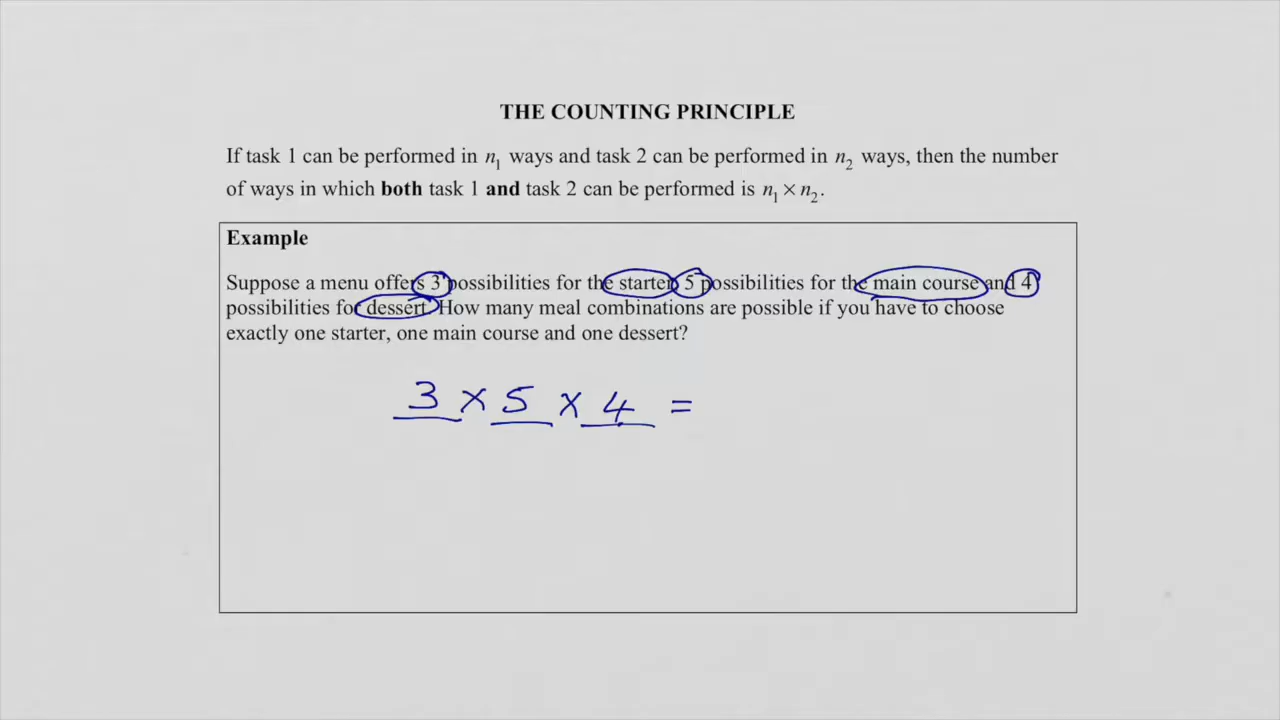 THE COUNTING PRINCIPLE
If task 1 can be performed in n₁ ways and task 2 can be performed in n₂ ways, then the number
of ways in which both task 1 and task 2 can be performed is n₁ × n₂.
Example
Suppose a menu offers 3 possibilities for the starter, 5 possibilities for the main course and 4
possibilities for dessert. How many meal combinations are possible if you have to choose
exactly one starter, one main course and one dessert?
3 × 5 × 4 =